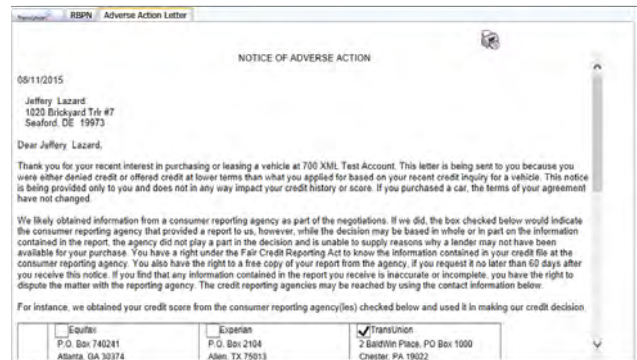 TransUnion RBPN Adverse Action Letter
NOTICE OF ADVERSE ACTION
08/11/2015
Jeffery Lazard
1020 Brickyard Trlr #7
Seaford, DE 19973
Dear Jeffery Lazard,
Thank you for your recent interest in purchasing or leasing a vehicle at 700 XML Test Account. This letter is being sent to you because you
were either denied credit or offered credit at lower terms than what you applied for based on your recent credit inquiry for a vehicle. This notice
is being provided only to you and does not in any way impact your credit history or score. If you purchased a car, the terms of your agreement
have not changed.
We likely obtained information from a consumer reporting agency as part of the negotiations. If we did, the box checked below would indicate
the consumer reporting agency that provided a report to us, however, while the decision may be based in whole or in part on the information
contained in the report, the agency did not play a part in the decision and is unable to supply reasons why a lender may not have been
available for your purchase. You have a right under the Fair Credit Reporting Act to know the information contained in your credit file at the
consumer reporting agency. You also have the right to a free copy of your report from the agency, if you request it no later than 60 days after
you receive this notice. If you find that any information contained in the report you receive is inaccurate or incomplete, you have the right to
dispute the matter with the reporting agency. The credit reporting agencies may be reached by using the contact information below.
For instance, we obtained your credit score from the consumer reporting agency(ies) checked below and used it in making our credit decision.
Equifax Experian TransUnion
P.O. Box 740241 P.O. Box 2104 2 BaldWin Place, PO Box 1000
Atlanta, GA 30374 Allen, TX 75013 Chester, PA 19022